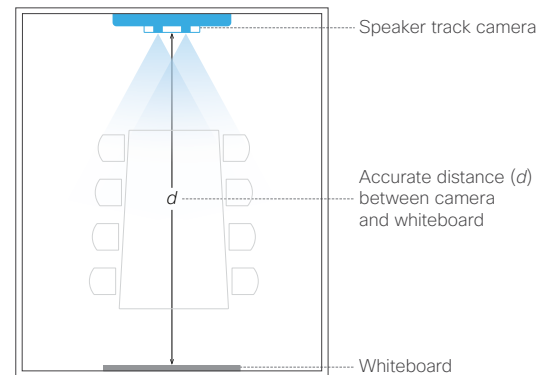 Speaker track camera
d
Accurate distance (d)
between camera
and whiteboard
Whiteboard